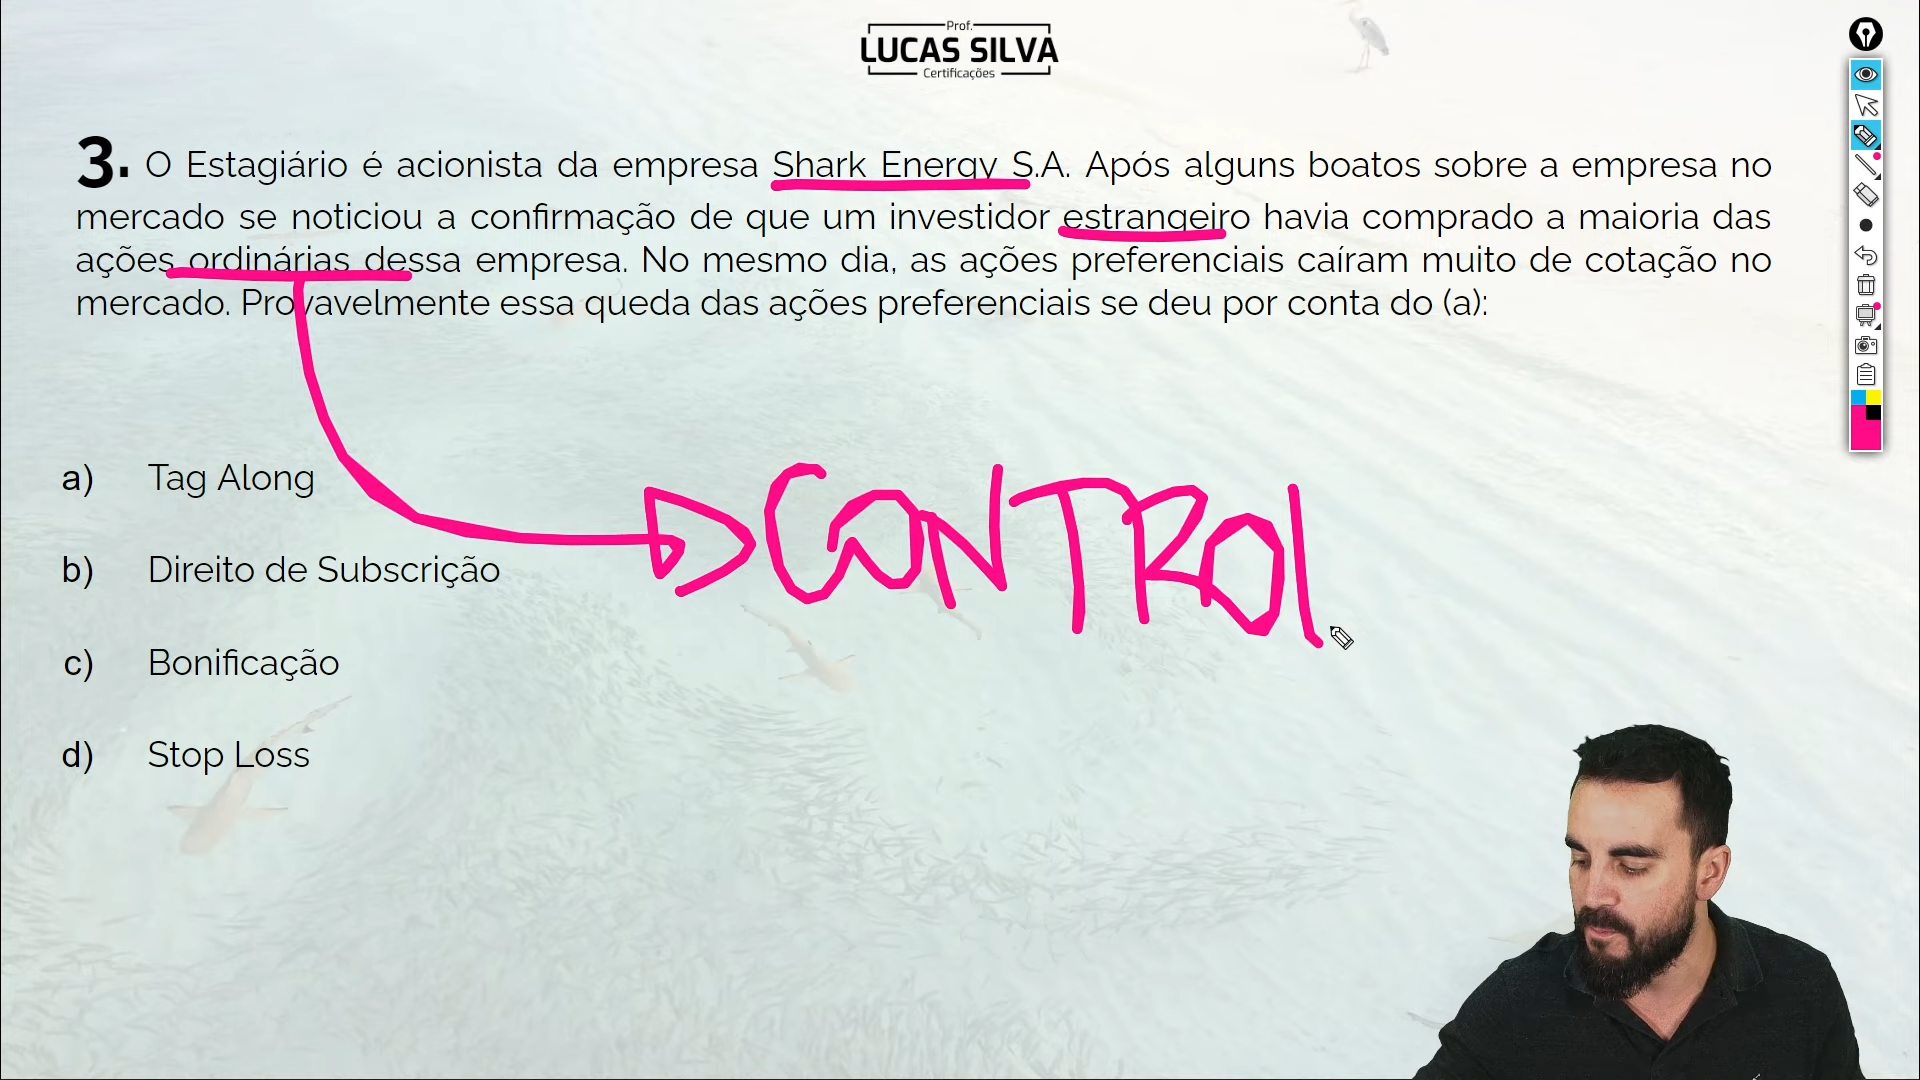 Prof.
LUCAS SILVA
Certificações
3. O Estagiário é acionista da empresa Shark Energy S.A. Após alguns boatos sobre a empresa no
mercado se noticiou a confirmação de que um investidor estrangeiro havia comprado a maioria das
ações ordinárias dessa empresa. No mesmo dia, as ações preferenciais caíram muito de cotação no
mercado. Provavelmente essa queda das ações preferenciais se deu por conta do (a):
a) Tag Along
CONTROL
b) Direito de Subscrição
c) Bonificação
d) Stop Loss